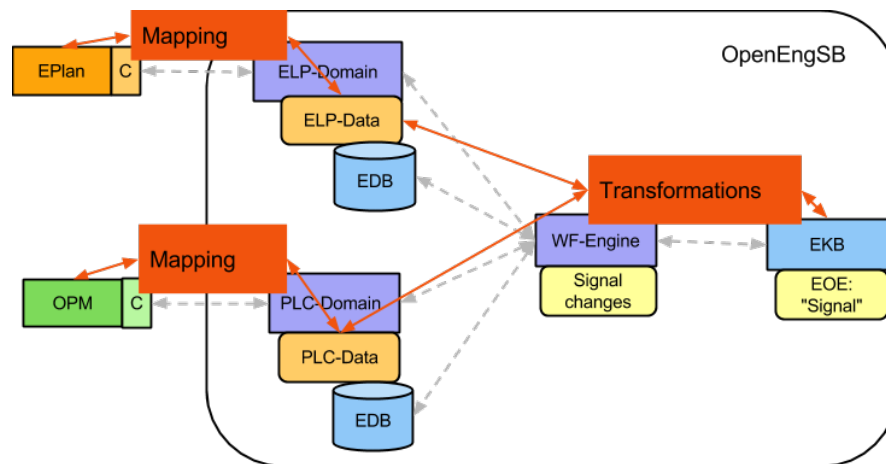 Mapping
OpenEngSB
EPlan
C
ELP-Domain
ELP-Data
EDB
Transformations
Mapping
WF-Engine
EKB
Signal
changes
EOE:
"Signal"
OPM
C
PLC-Domain
PLC-Data
EDB